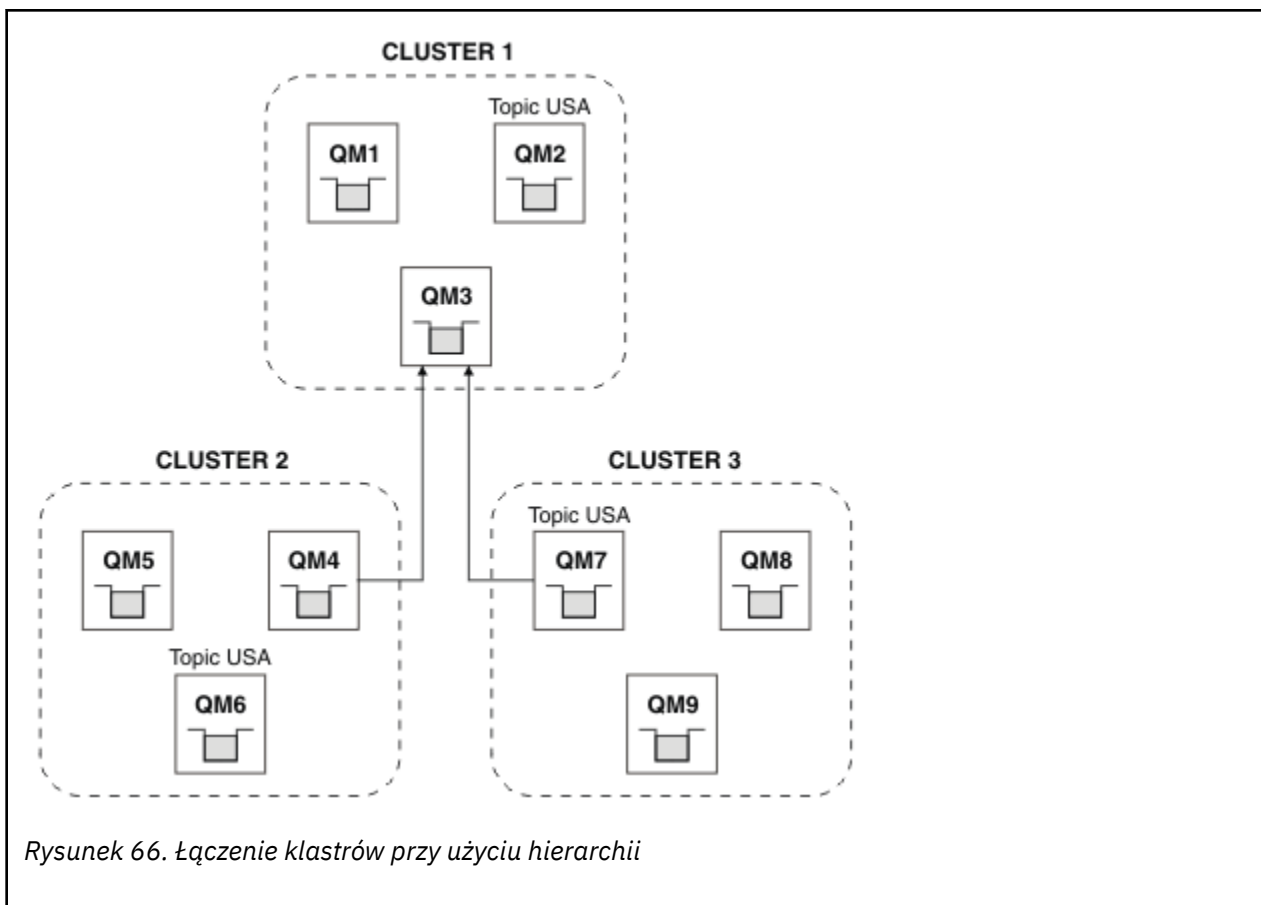 CLUSTER 1
Topic USA
QM1
QM2
QM3
CLUSTER 2
CLUSTER 3
Topic USA
QM5
QM4
QM7
QM8
Topic USA
QM6
QM9
Rysunek 66. Łączenie klastrów przy użyciu hierarchii